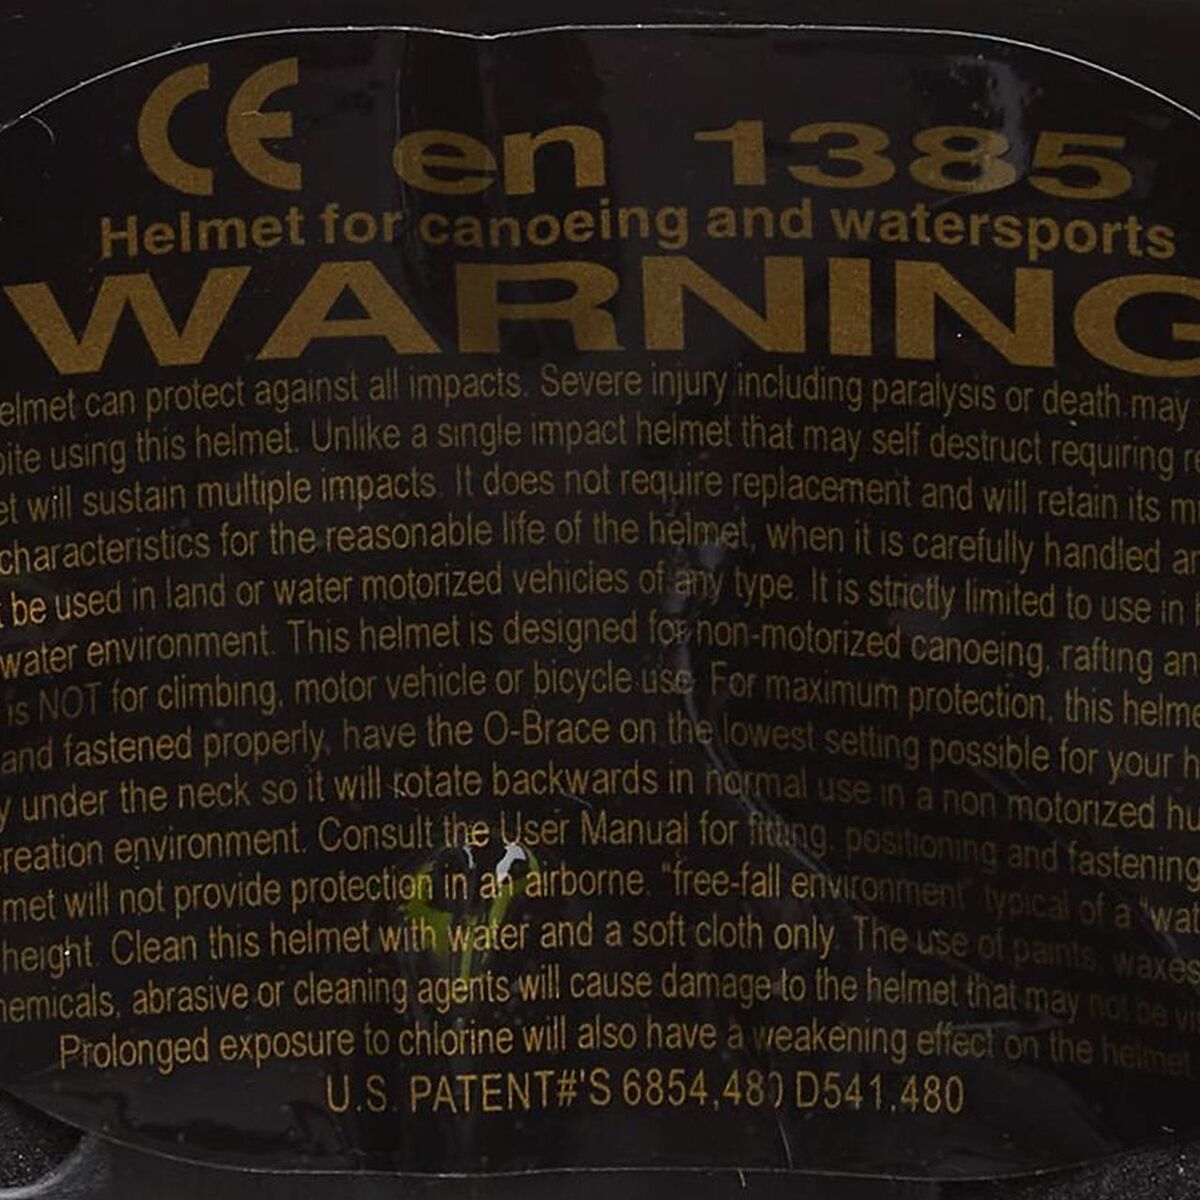 CE en 1385
Helmet for canoeing and watersports
WARNING
can protect against all impacts. Severe injury including paralysis or death may
using this helmet. Unlike a single impact helmet that may self destruct requiring
will sustain multiple impacts. It does not require replacement and will retain its
characteristics for the reasonable life of the helmet, when it is carefully handled
be used in land or water motorized vehicles of any type. It is strictly limited to use in
water environment. This helmet is designed for non-motorized canoeing, rafting
is NOT for climbing, motor vehicle or bicycle use. For maximum protection, this
and fastened properly, have the O-Brace on the lowest setting possible for your
under the neck so it will rotate backwards in normal use in a non motorized
environment. Consult the User Manual for fitting, positioning and fastening
will not provide protection in an airborne. "free-fall environment" typical of a
height. Clean this helmet with water and a soft cloth only. The use of paints, waxes
abrasive or cleaning agents will cause damage to the helmet that may not be
Prolonged exposure to chlorine will also have a weakening effect on the helmet
U.S. PATENT#'S D541.480